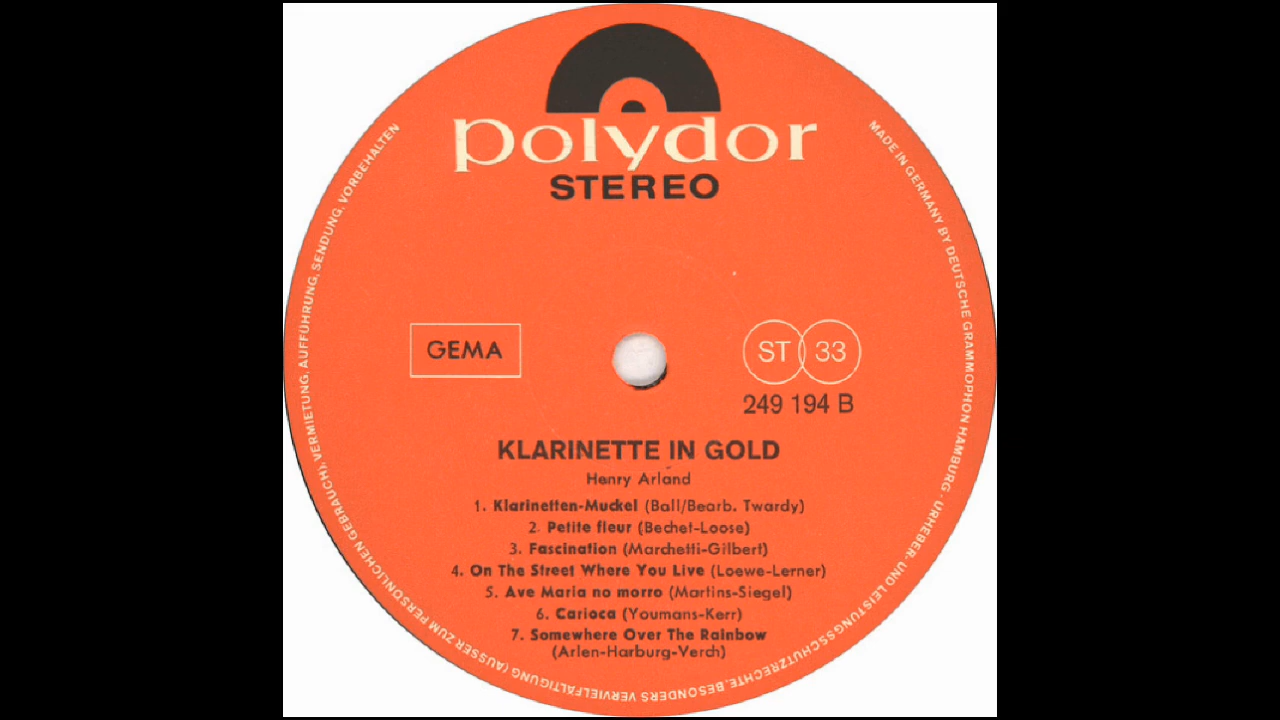 polydor
STEREO
GEMA
ST 33
249 194 B
KLARINETTE IN GOLD
Henry Arland
1. Klarinetten-Muckel (Ball/Bearb. Twardy)
2. Petite fleur (Bechet-Loose)
3. Fascination (Marchetti-Gilbert)
4. On The Street Where You Live (Loewe-Lerner)
5. Ave Maria no morro (Martins-Siegel)
6. Carioca (Youmans-Kerr)
7. Somewhere Over The Rainbow
(Arlen-Harburg-Verch)
MADE IN GERMANY BY DEUTSCHE GRAMMOPHON HAMBURG · URHEBER- UND LEISTUNGSSCHUTZRECHTE, BESONDERS VERVIELFÄLTIGUNG (AUSSER ZUM PERSÖNLICHEN GEBRAUCH), VERMIETUNG, AUFFÜHRUNG, SENDUNG, VORBEHALTEN